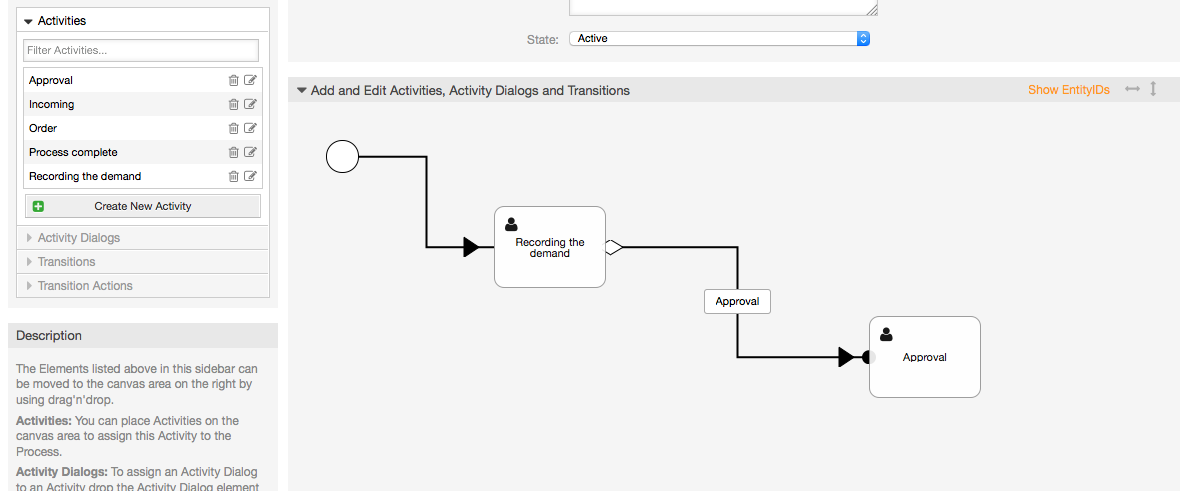 Activities
Filter Activities...
Approval
Incoming
Order
Process complete
Recording the demand
Create New Activity
Activity Dialogs
Transitions
Transition Actions
Description
The Elements listed above in this sidebar can
be moved to the canvas area on the right by
using drag'n'drop.
Activities: You can place Activities on the
canvas area to assign this Activity to the
Process.
Activity Dialogs: To assign an Activity Dialog
to an Activity drop the Activity Dialog element
State:
Active
Add and Edit Activities, Activity Dialogs and Transitions
Show EntityIDs
Recording the
demand
Approval
Approval